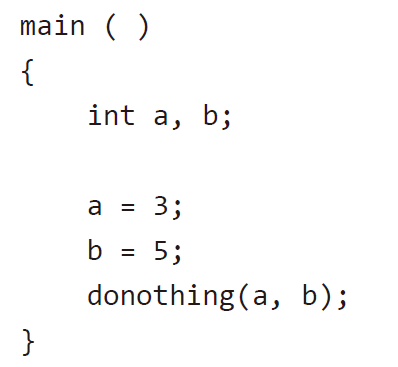 main ( )
{
    int a, b;

    a = 3;
    b = 5;
    donothing(a, b);
}